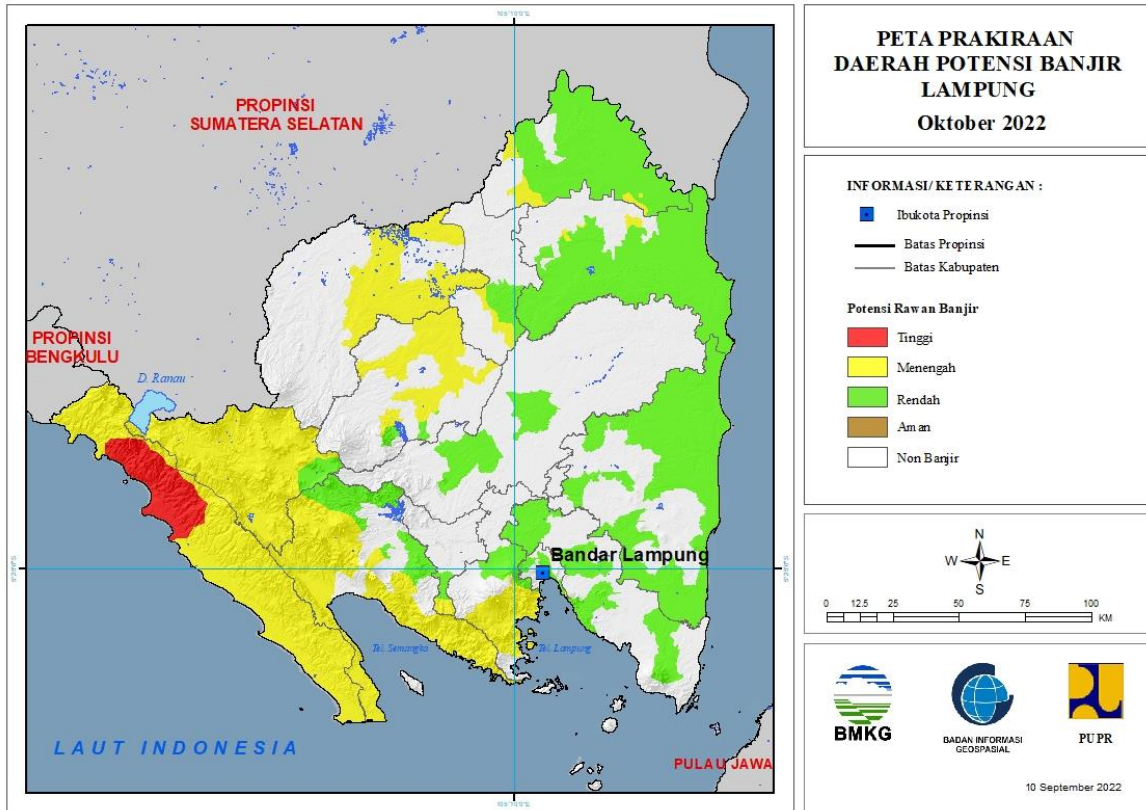 PETA PRAKIRAAN
DAERAH POTENSI BANJIR
LAMPUNG
Oktober 2022
INFORMASI/ KETERANGAN :
Ibukota Propinsi
Batas Propinsi
Batas Kabupaten
Potensi Rawan Banjir
Tinggi
Menengah
Rendah
Aman
Non Banjir
N
W E
S
0 12.5 25 50 75 100
KM
BMKG
BADAN INFORMASI
GEOSPASIAL
PUPR
10 September 2022
PROPINSI
SUMATERA SELATAN
PROPINSI
BENGKULU
D. Ranau
Bandar Lampung
Tel. Semangka
Tel. Lampung
LAUT INDONESIA
PULAU JAWA